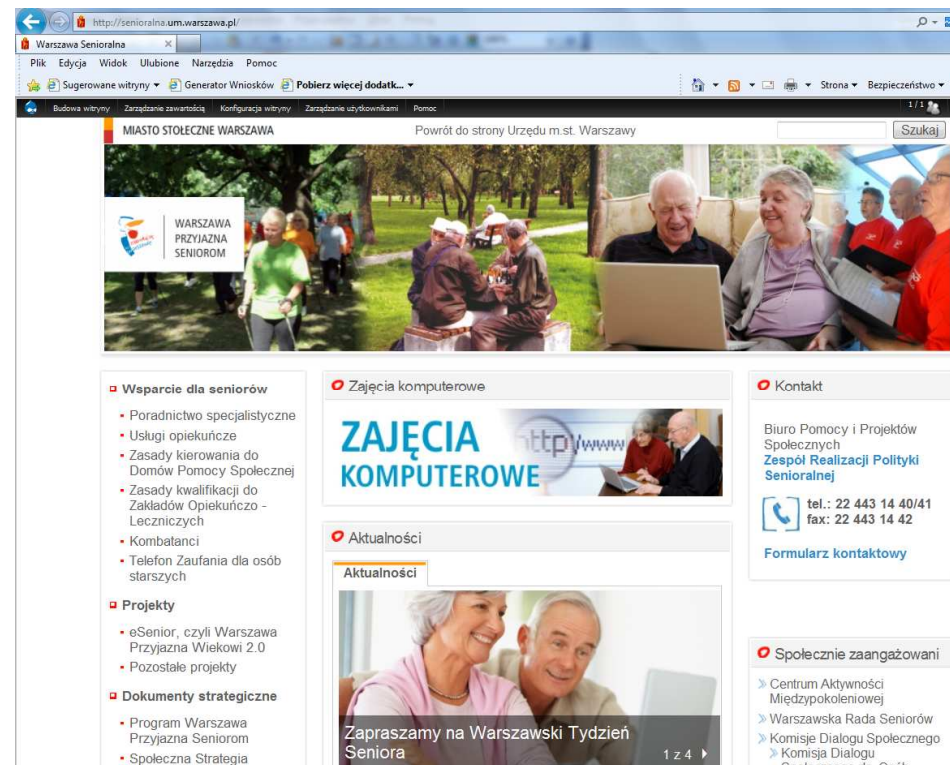 http://senioralna.um.warszawa.pl/
Warszawa Senioralna
Plik Edycja Widok Ulubione Narzędzia Pomoc
Sugerowane witryny Generator Wniosków Pobierz więcej dodatk...
Strona Bezpieczeństwo
Budowa witryny Zarządzanie zawartością Konfiguracja witryny Zarządzanie użytkownikami Pomoc
1/1
MIASTO STOŁECZNE WARSZAWA
Powrót do strony Urzędu m.st. Warszawy
Szukaj
WARSZAWA
PRZYJAZNA
SENIOROM
Wsparcie dla seniorów
Poradnictwo specjalistyczne
Usługi opiekuńcze
Zasady kierowania do
Domów Pomocy Społecznej
Zasady kwalifikacji do
Zakładów Opiekuńczo -
Leczniczych
Kombatanci
Telefon Zaufania dla osób
starszych
Projekty
eSenior, czyli Warszawa
Przyjazna Wiekowi 2.0
Pozostałe projekty
Dokumenty strategiczne
Program Warszawa
Przyjazna Seniorom
Społeczna Strategia
Zajęcia komputerowe
ZAJĘCIA
KOMPUTEROWE
http://www
Aktualności
Aktualności
Zapraszamy na Warszawski Tydzień
Seniora
1 z 4
Kontakt
Biuro Pomocy i Projektów
Społecznych
Zespół Realizacji Polityki
Senioralnej
tel.: 22 443 14 40/41
fax: 22 443 14 42
Formularz kontaktowy
Społecznie zaangażowani
Centrum Aktywności
Międzypokoleniowej
Warszawska Rada Seniorów
Komisje Dialogu Społecznego
Komisja Dialogu